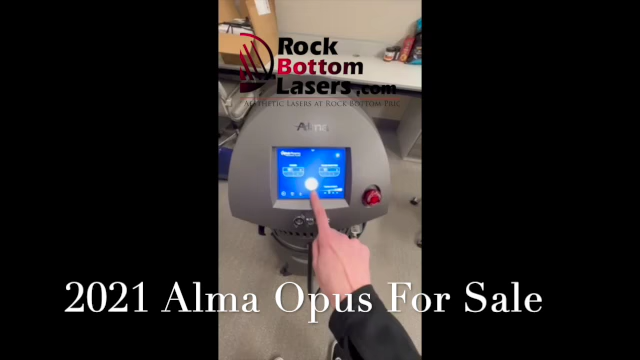 Rock
Bottom
Lasers.com
Aesthetic Lasers at Rock-Bottom Pric
Alma
2021 Alma Opus For Sale